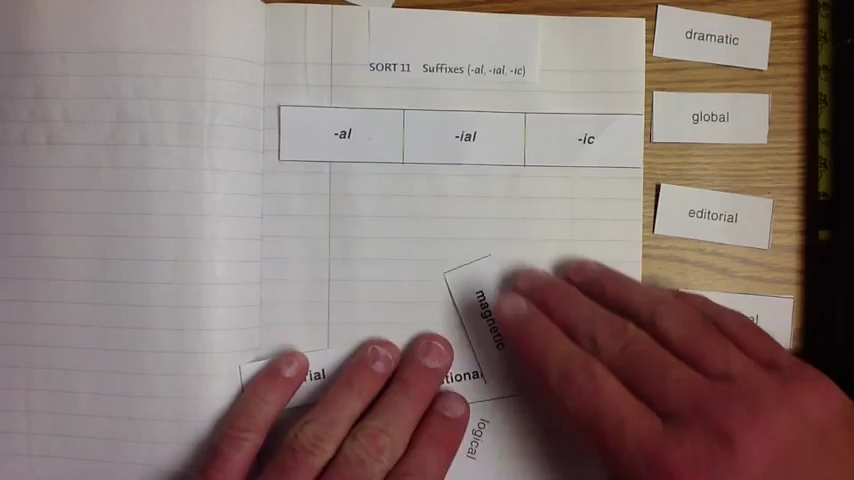 dramatic
SORT 11 Suffixes (-al, -ial, -ic)
global
-al -ial -ic
editorial
magnetic
logical